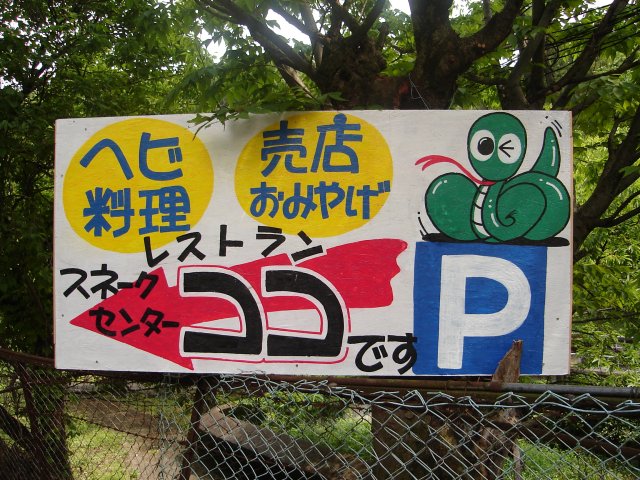 ヘビ
料理
売店
おみやげ
レストラン
スネーク
センター
ココです
P